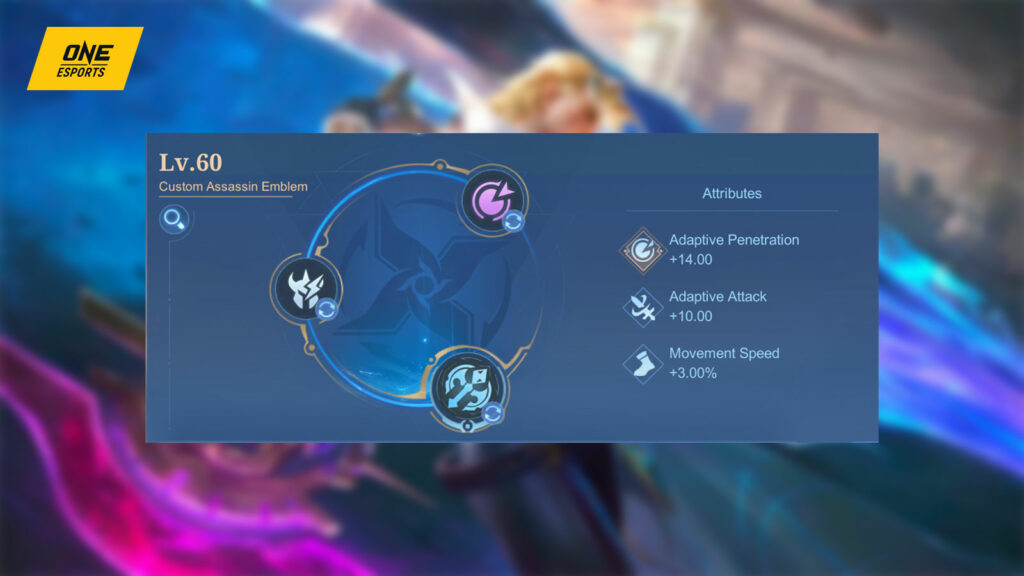 ONE
ESPORTS
Lv.60
Custom Assassin Emblem
Attributes
Adaptive Penetration
+14.00
Adaptive Attack
+10.00
Movement Speed
+3.00%